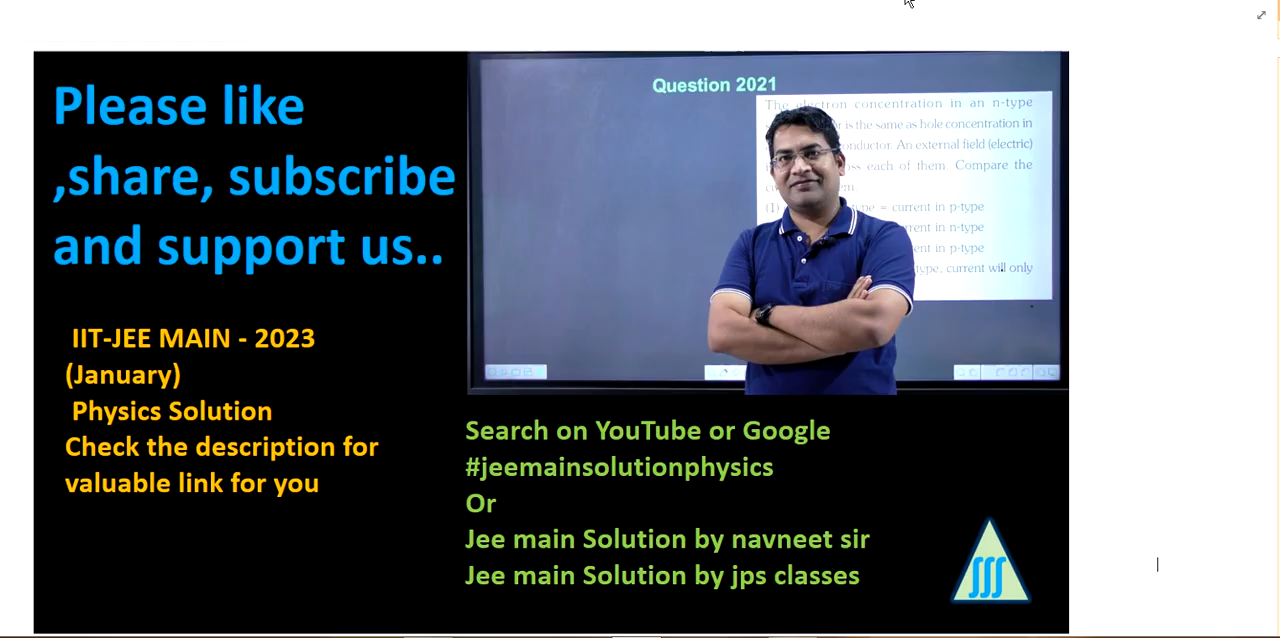 Please like
,share, subscribe
and support us..
IIT-JEE MAIN - 2023
(January)
Physics Solution
Check the description for
valuable link for you
Question 2021
The electron concentration in an n-type
is the same as hole concentration in
An external field (electric)
each of them. Compare the
(1)
= current in p-type
in n-type
in p-type
type, current will only
Search on YouTube or Google
#jeemainsolutionphysics
Or
Jee main Solution by navneet sir
Jee main Solution by jps classes
∫∫∫